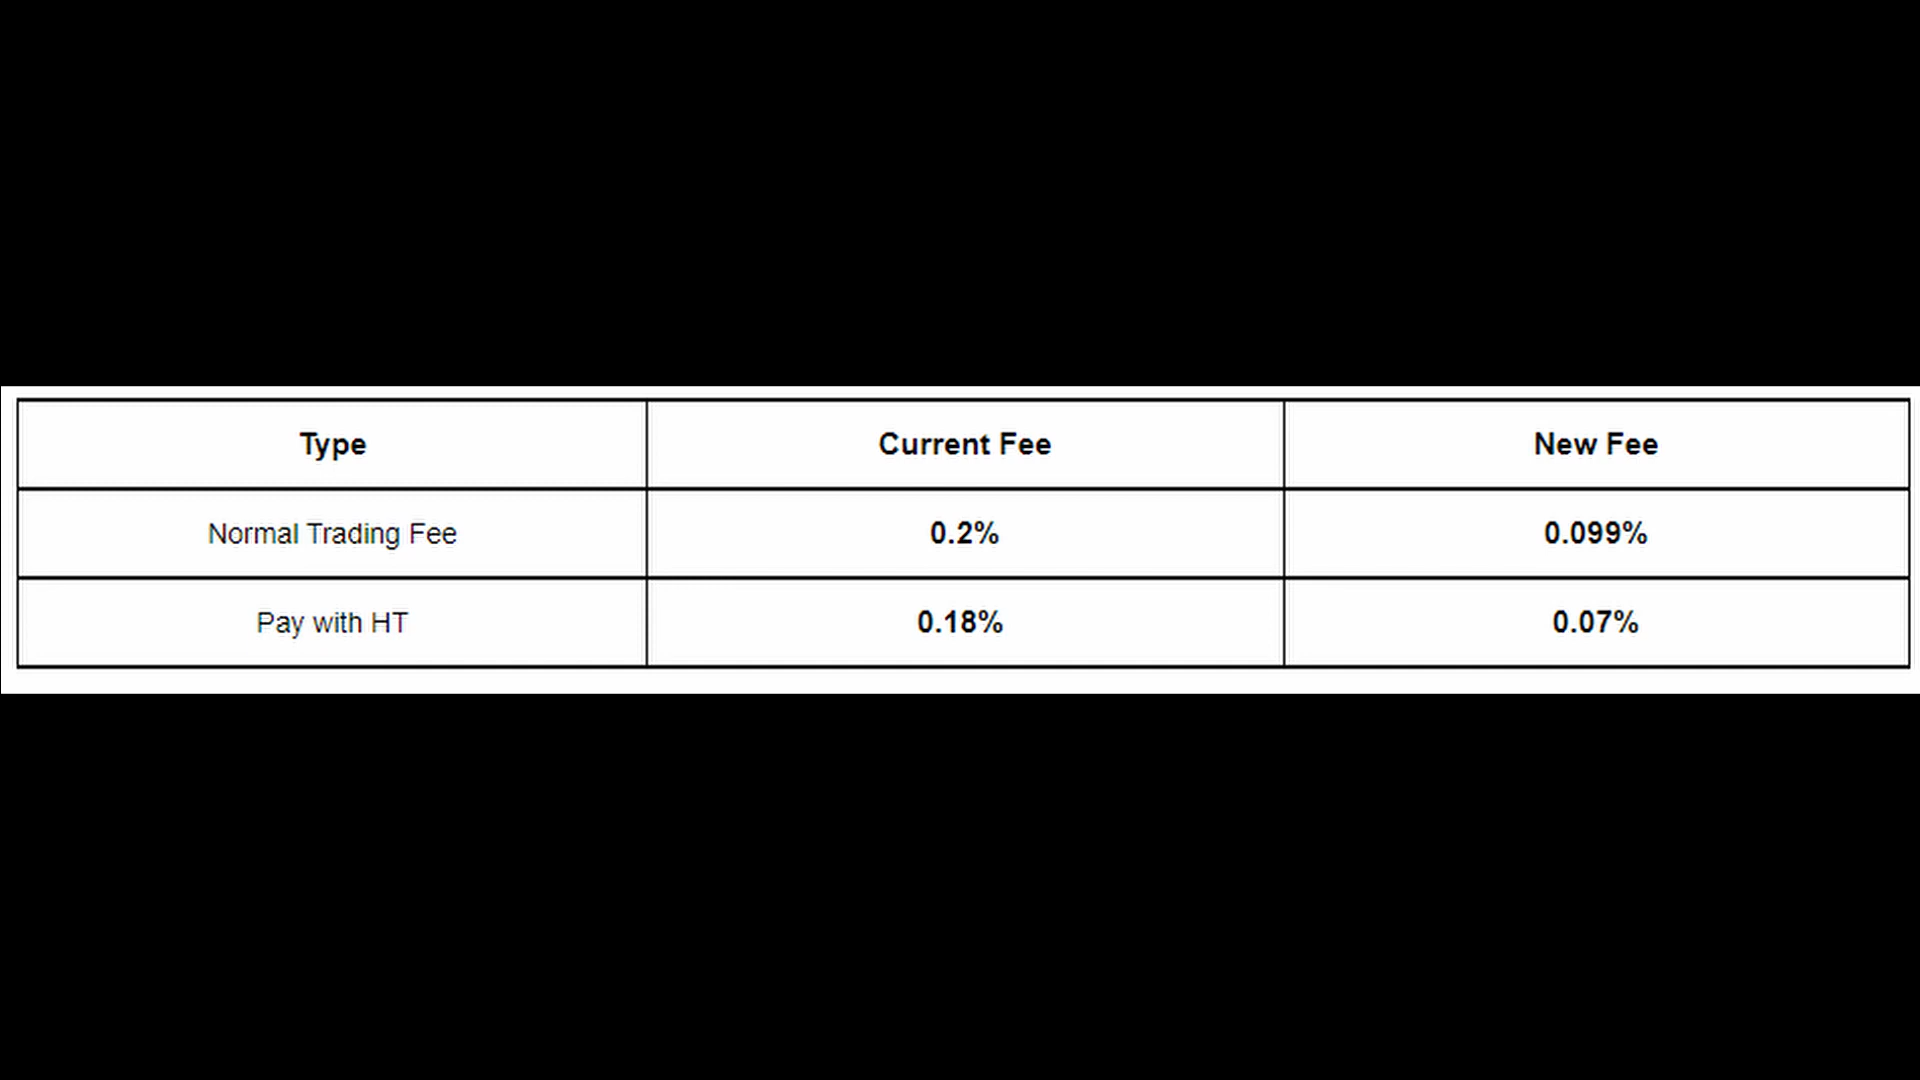 Type Current Fee New Fee
Normal Trading Fee 0.2% 0.099%
Pay with HT 0.18% 0.07%